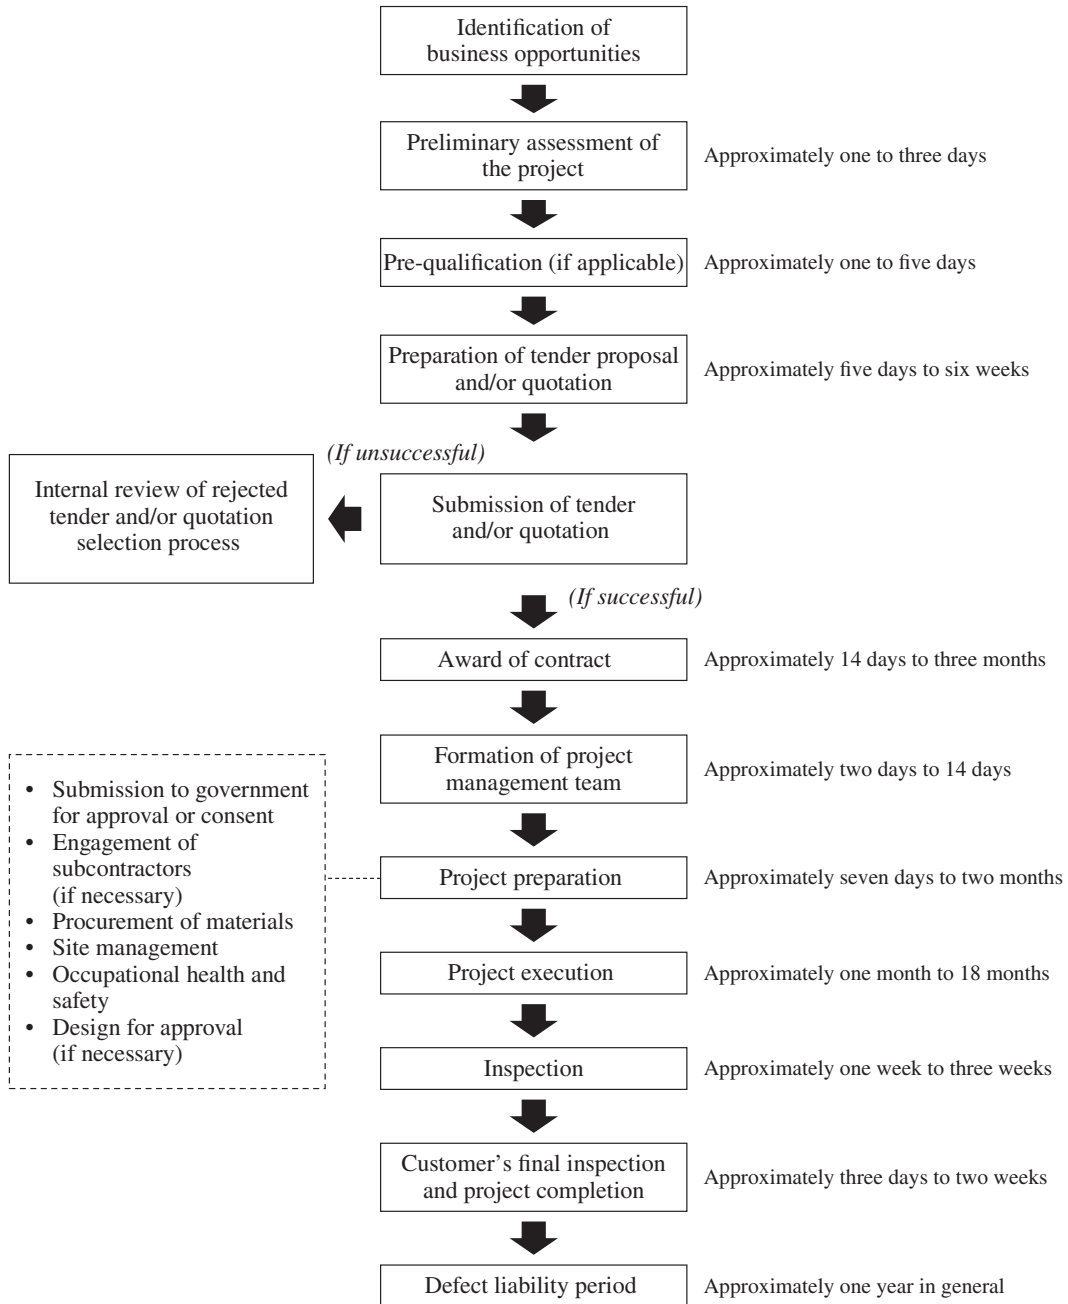 Identification of
business opportunities
Preliminary assessment of
the project
Approximately one to three days
Pre-qualification (if applicable)
Approximately one to five days
Preparation of tender proposal
and/or quotation
Approximately five days to six weeks
(If unsuccessful)
Internal review of rejected
tender and/or quotation
selection process
Submission of tender
and/or quotation
(If successful)
Award of contract
Approximately 14 days to three months
Formation of project
management team
Approximately two days to 14 days
• Submission to government
for approval or consent
• Engagement of
subcontractors
(if necessary)
• Procurement of materials
• Site management
• Occupational health and
safety
• Design for approval
(if necessary)
Project preparation
Approximately seven days to two months
Project execution
Approximately one month to 18 months
Inspection
Approximately one week to three weeks
Customer’s final inspection
and project completion
Approximately three days to two weeks
Defect liability period
Approximately one year in general